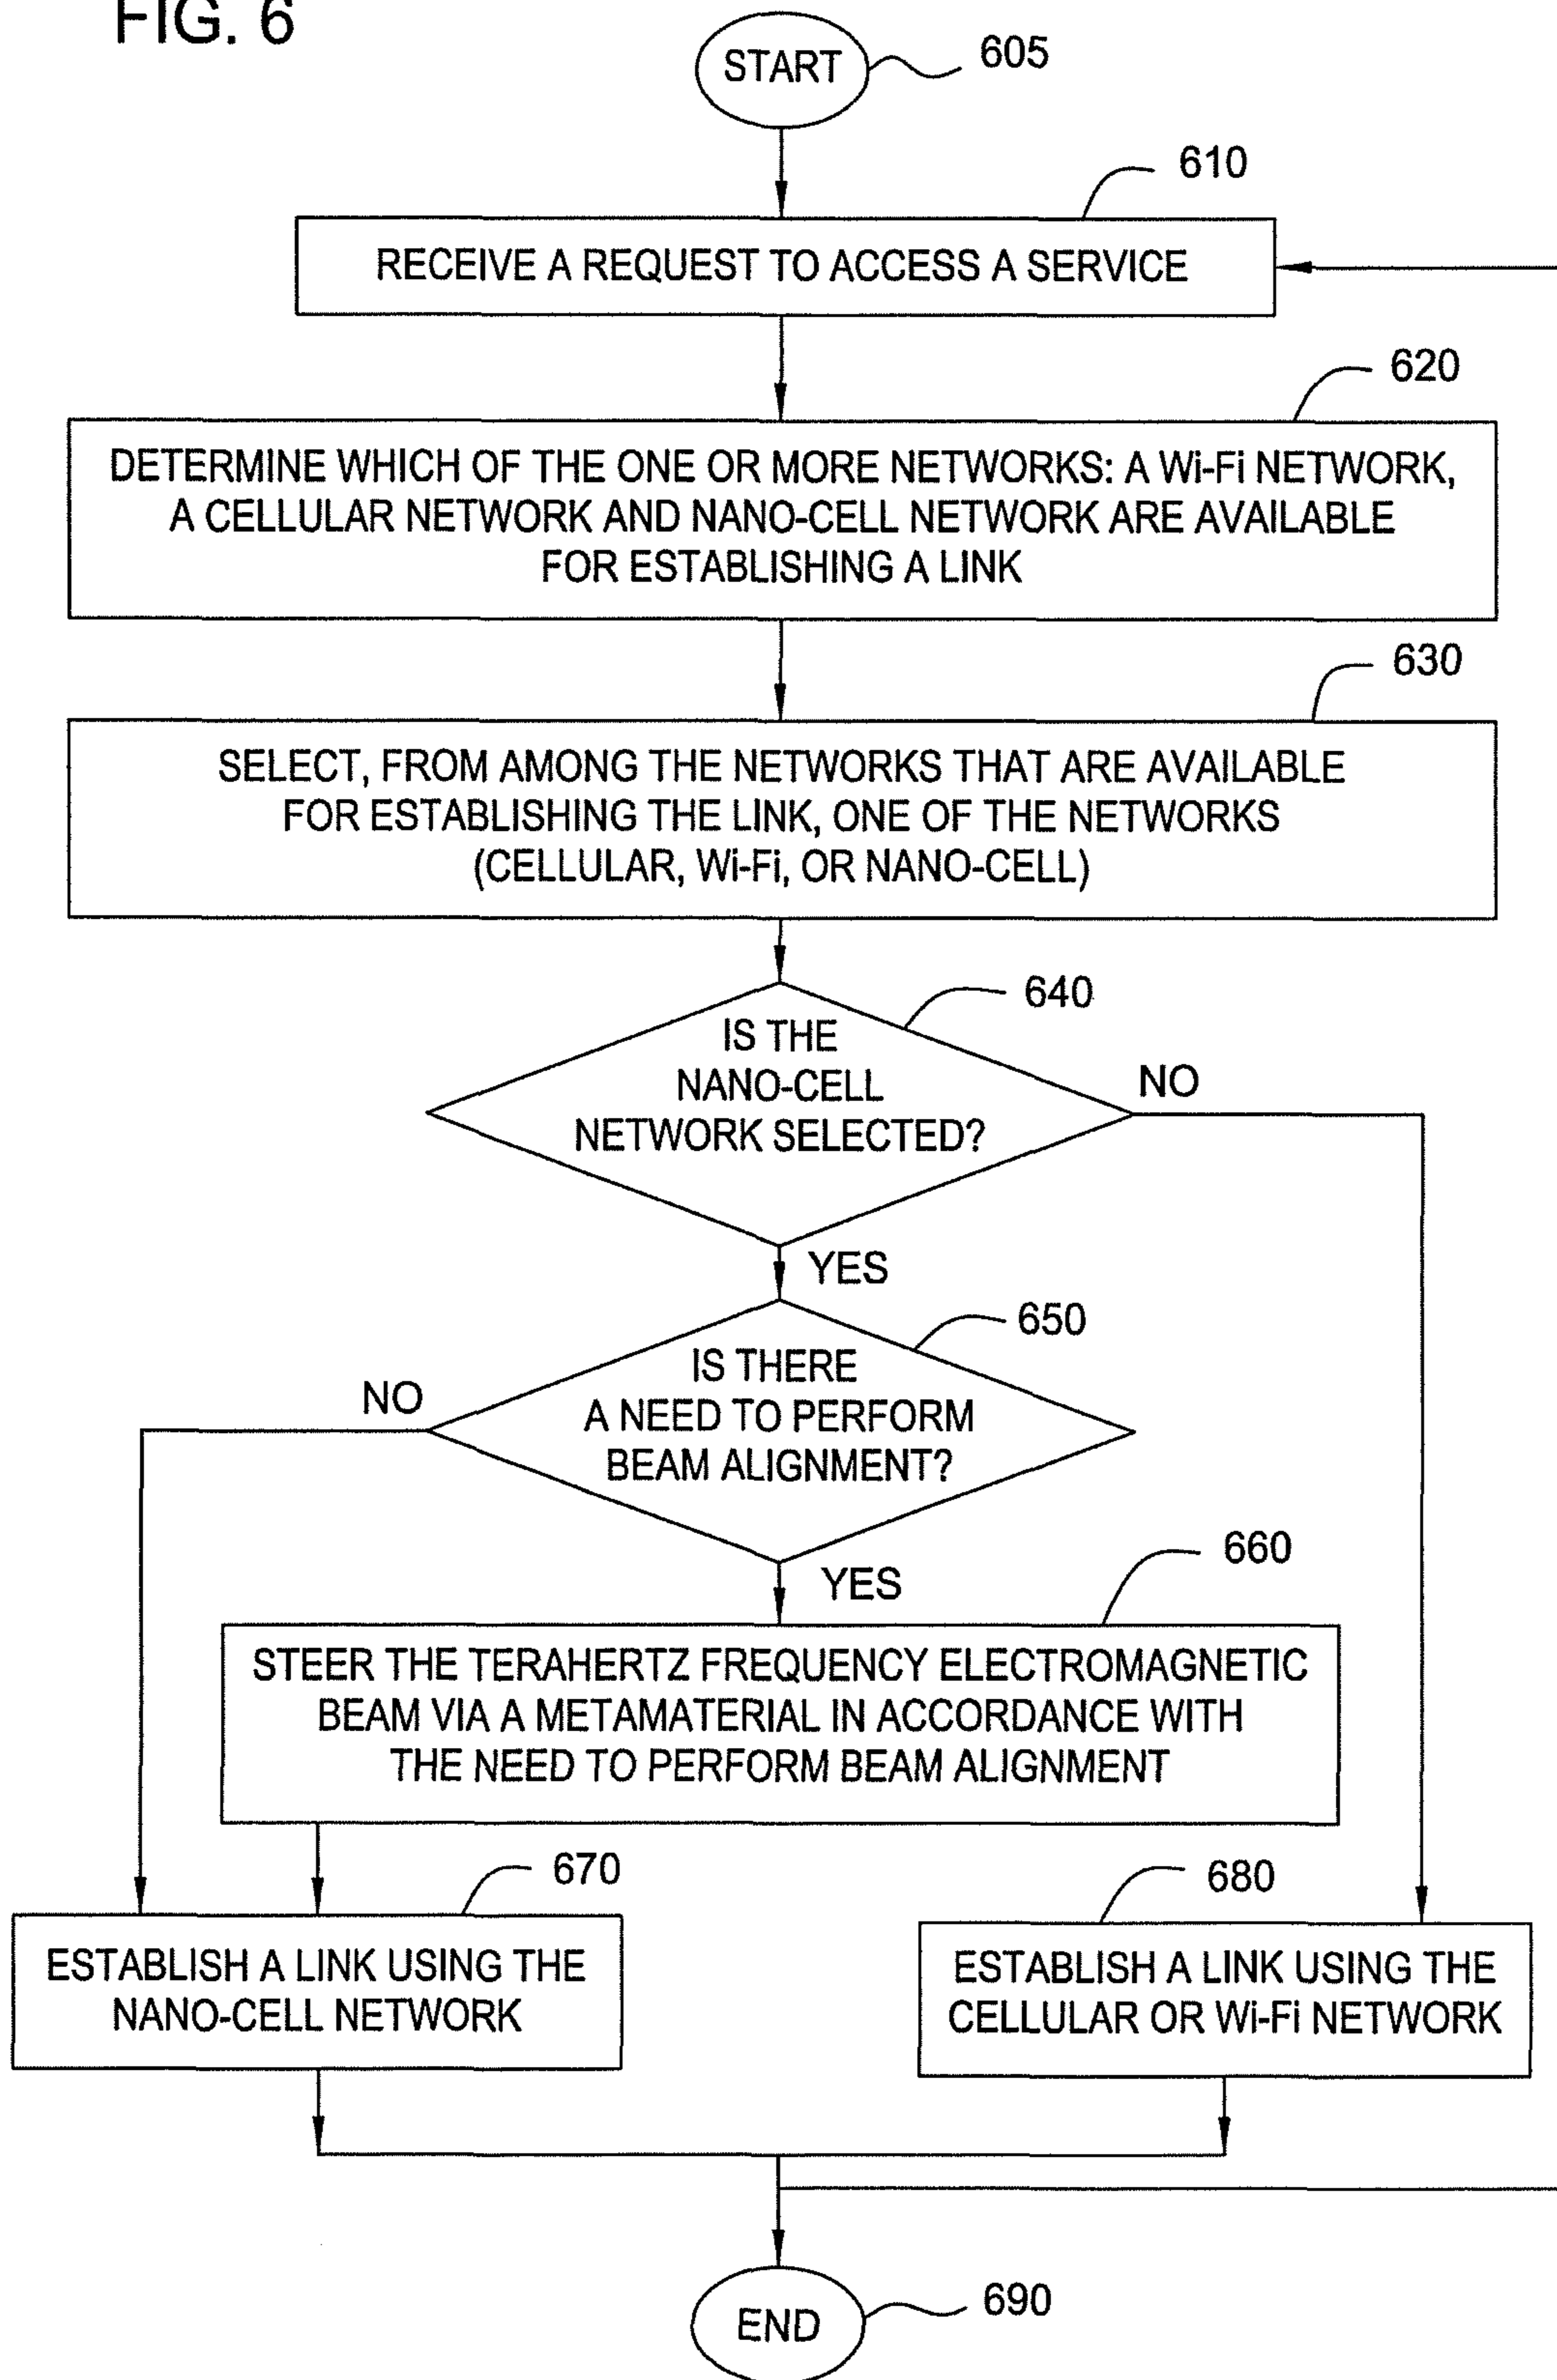 FIG. 6
START
605
610
RECEIVE A REQUEST TO ACCESS A SERVICE
620
DETERMINE WHICH OF THE ONE OR MORE NETWORKS: A Wi-Fi NETWORK,
A CELLULAR NETWORK AND NANO-CELL NETWORK ARE AVAILABLE
FOR ESTABLISHING A LINK
630
SELECT, FROM AMONG THE NETWORKS THAT ARE AVAILABLE
FOR ESTABLISHING THE LINK, ONE OF THE NETWORKS
(CELLULAR, Wi-Fi, OR NANO-CELL)
640
IS THE
NANO-CELL
NETWORK SELECTED?
NO
YES
650
IS THERE
A NEED TO PERFORM
BEAM ALIGNMENT?
NO
YES
660
STEER THE TERAHERTZ FREQUENCY ELECTROMAGNETIC
BEAM VIA A METAMATERIAL IN ACCORDANCE WITH
THE NEED TO PERFORM BEAM ALIGNMENT
670
ESTABLISH A LINK USING THE
NANO-CELL NETWORK
680
ESTABLISH A LINK USING THE
CELLULAR OR Wi-Fi NETWORK
END
690